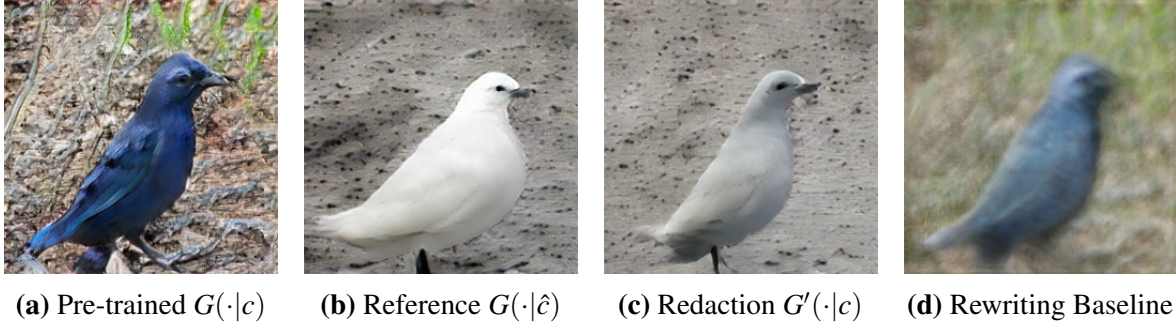 (a) Pre-trained G(·|c) (b) Reference G(·|ĉ) (c) Redaction G′(·|c) (d) Rewriting Baseline